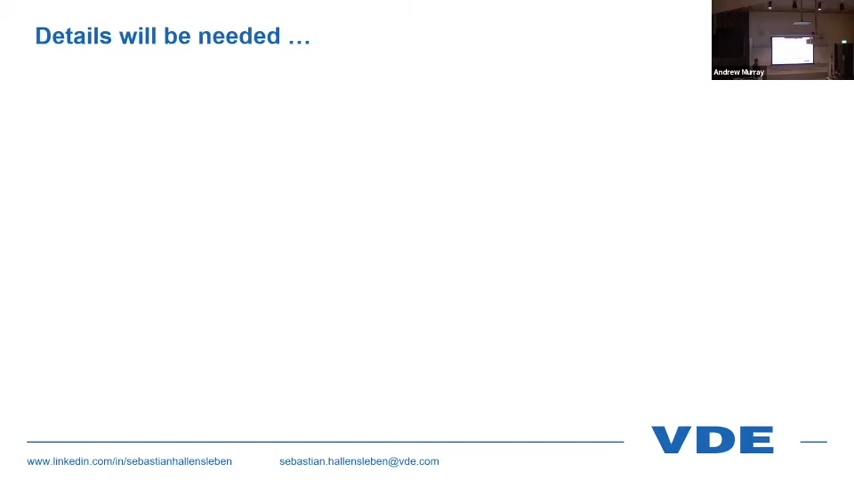 Details will be needed …
Andrew Murray
VDE
www.linkedin.com/in/sebastianhallensleben
sebastian.hallensleben@vde.com